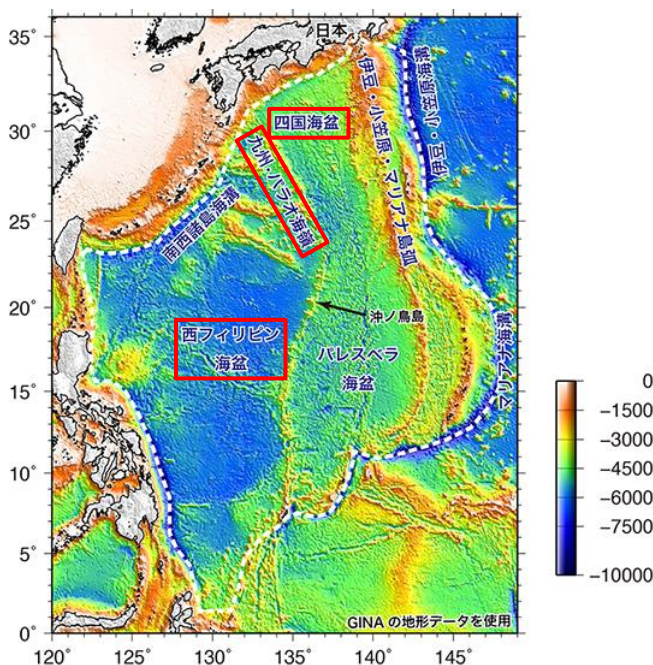 35°
30°
25°
20°
15°
10°
5°
0°
120
125
130
135
140
145
日本
四国海盆
九州・パラオ海嶺
伊豆・小笠原・マリアナ島弧
伊豆・小笠原海溝
南西諸島海溝
沖ノ鳥島
西フィリピン
海盆
パレスベラ
海盆
マリアナ海溝
GINA の地形データを使用
0
−1500
−3000
−4500
−6000
−7500
−10000